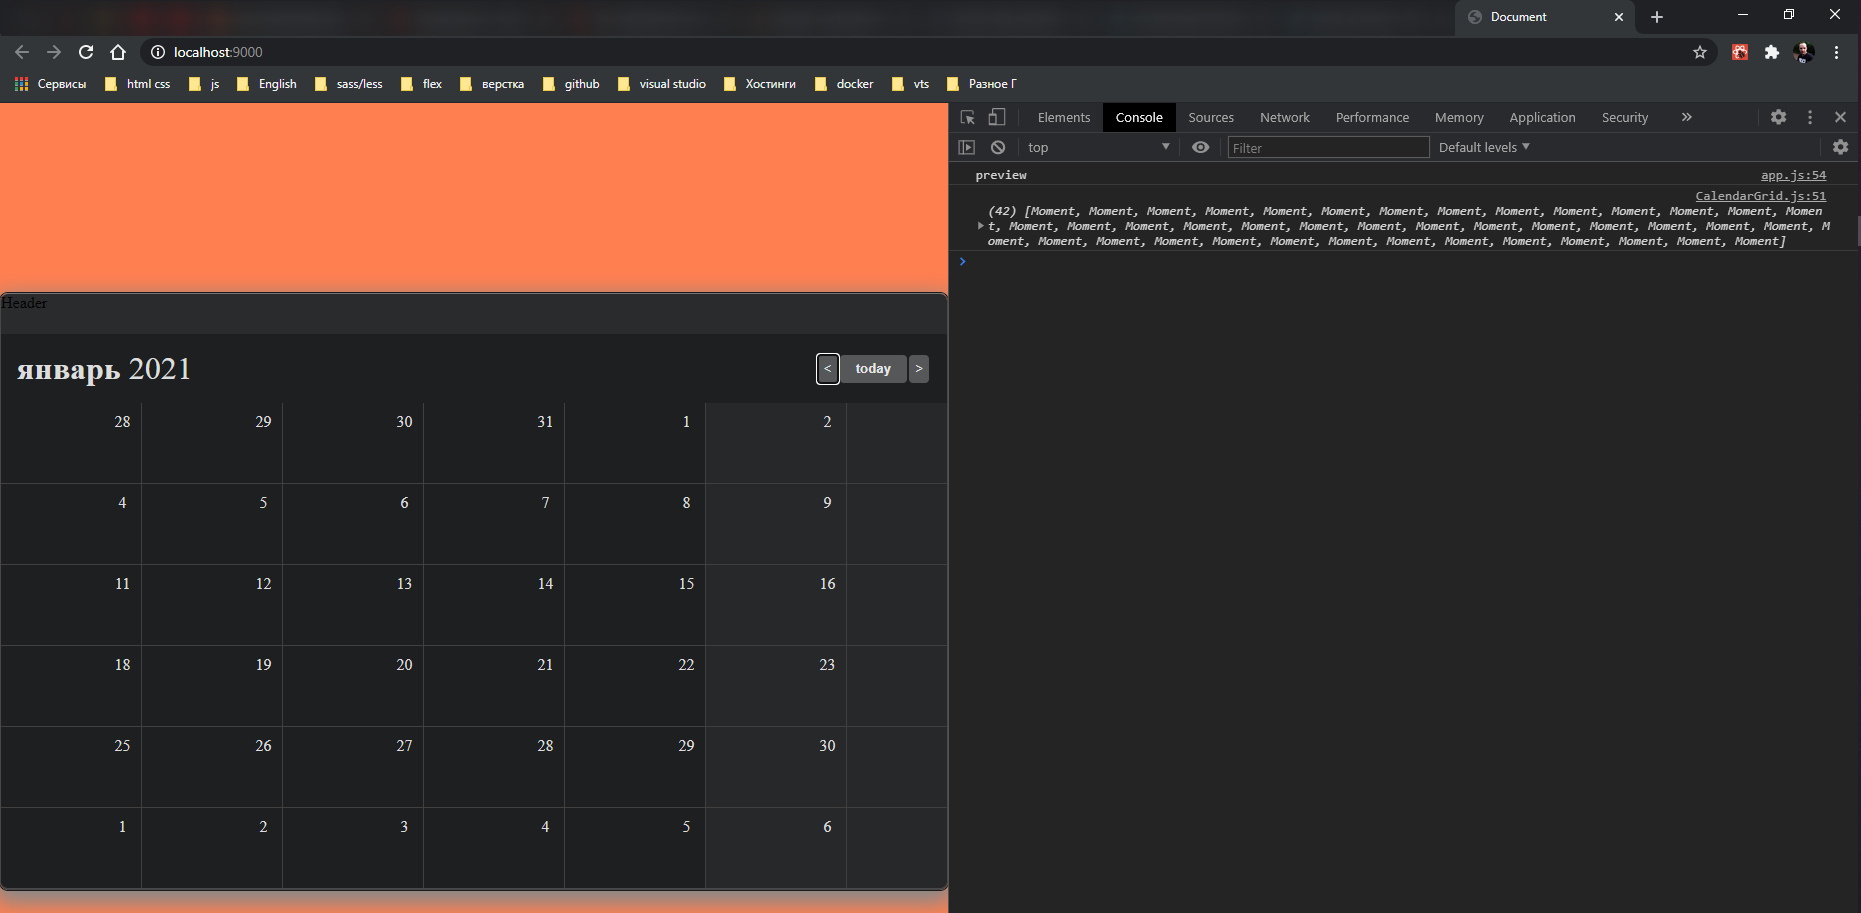 Document
localhost:9000
Сервисы html css js English sass/less flex верстка github visual studio Хостинги docker vts Разное Г
Elements Console Sources Network Performance Memory Application Security »
top Filter Default levels
preview app.js:54
CalendarGrid.js:51
(42) [Moment, Moment, Moment, Moment, Moment, Moment, Moment, Moment, Moment, Moment, Moment, Moment, Moment, Momen
t, Moment, Moment, Moment, Moment, Moment, Moment, Moment, Moment, Moment, Moment, Moment, Moment, Moment, Moment, M
oment, Moment, Moment, Moment, Moment, Moment, Moment, Moment, Moment, Moment, Moment, Moment, Moment, Moment]
Header
январь 2021 < today >
28 29 30 31 1 2
4 5 6 7 8 9
11 12 13 14 15 16
18 19 20 21 22 23
25 26 27 28 29 30
1 2 3 4 5 6